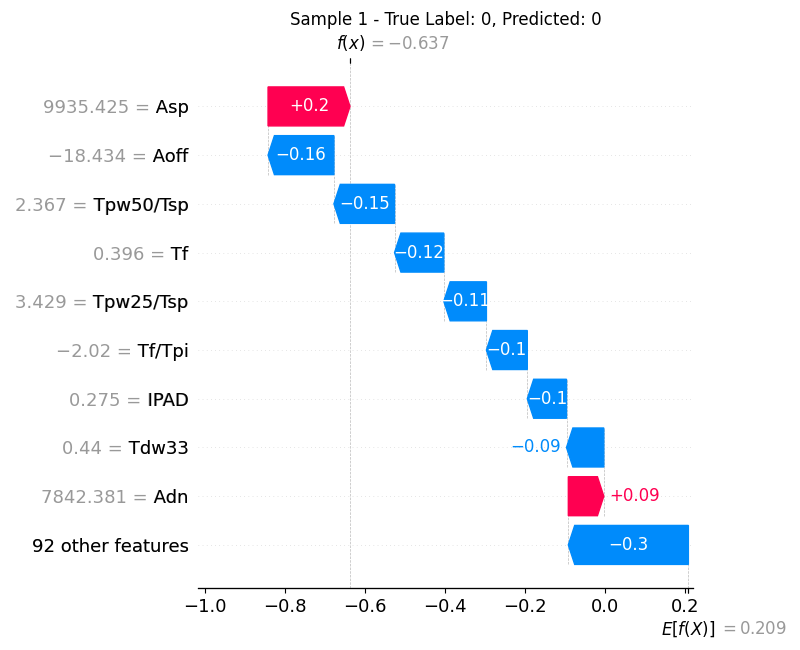 Sample 1 - True Label: 0, Predicted: 0
f(x) = −0.637
9935.425 = Asp +0.2
−18.434 = Aoff −0.16
2.367 = Tpw50/Tsp −0.15
0.396 = Tf −0.12
3.429 = Tpw25/Tsp −0.11
−2.02 = Tf/Tpi −0.1
0.275 = IPAD −0.1
0.44 = Tdw33 −0.09
7842.381 = Adn +0.09
92 other features −0.3
−1.0 −0.8 −0.6 −0.4 −0.2 0.0 0.2
E[f(X)] = 0.209